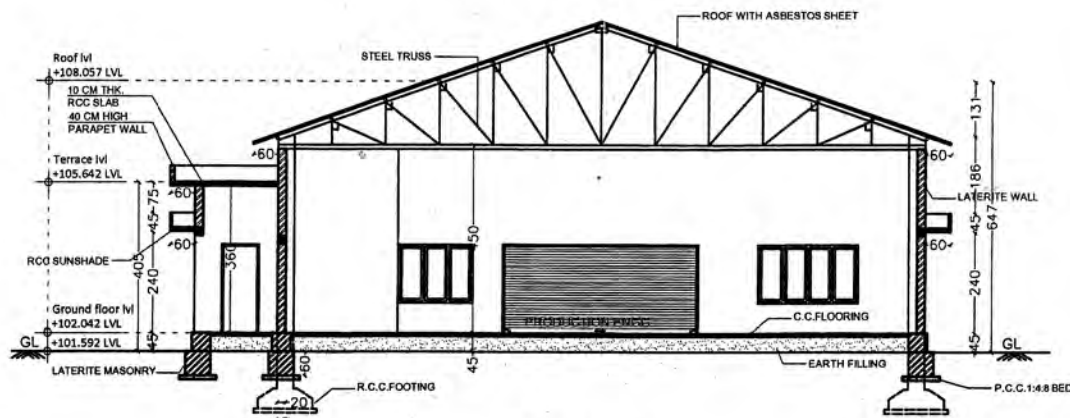 ROOF WITH ASBESTOS SHEET
Roof lvl
+108.057 LVL
STEEL TRUSS
10 CM THK.
RCC SLAB
40 CM HIGH
PARAPET WALL
131
60
60
Terrace lvl
+105.642 LVL
60
75
186
LATERITE WALL
45
45
647
60
60
RCC SUNSHADE
405
240
360
50
240
Ground floor lvl
+102.042 LVL
C.C.FLOORING
GL
+101.592 LVL
45
45
45
GL
LATERITE MASONRY
60
EARTH FILLING
R.C.C.FOOTING
P.C.C.1:4:8 BED
20